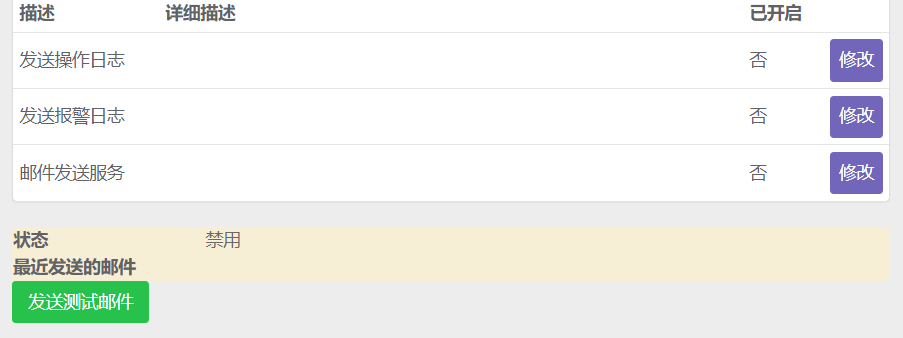 描述 详细描述 已开启
发送操作日志 否 修改
发送报警日志 否 修改
邮件发送服务 否 修改
状态 禁用
最近发送的邮件
发送测试邮件